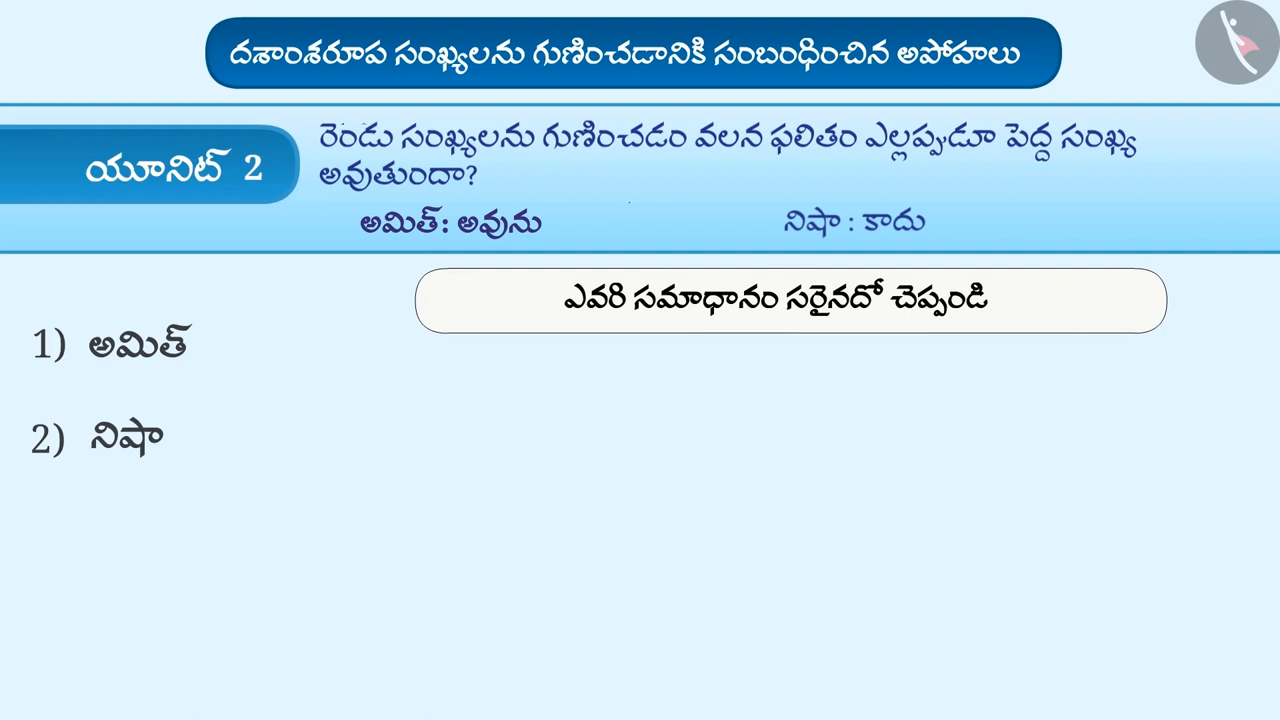 దశాంశరూప సంఖ్యలను గుణించడానికి సంబంధించిన అపోహలు
యూనిట్ 2
రెండు సంఖ్యలను గుణించడం వలన ఫలితం ఎల్లప్పుడూ పెద్ద సంఖ్య
అవుతుందా?
అమిత్: అవును నిషా : కాదు
ఎవరి సమాధానం సరైనదో చెప్పండి
1) అమిత్
2) నిషా